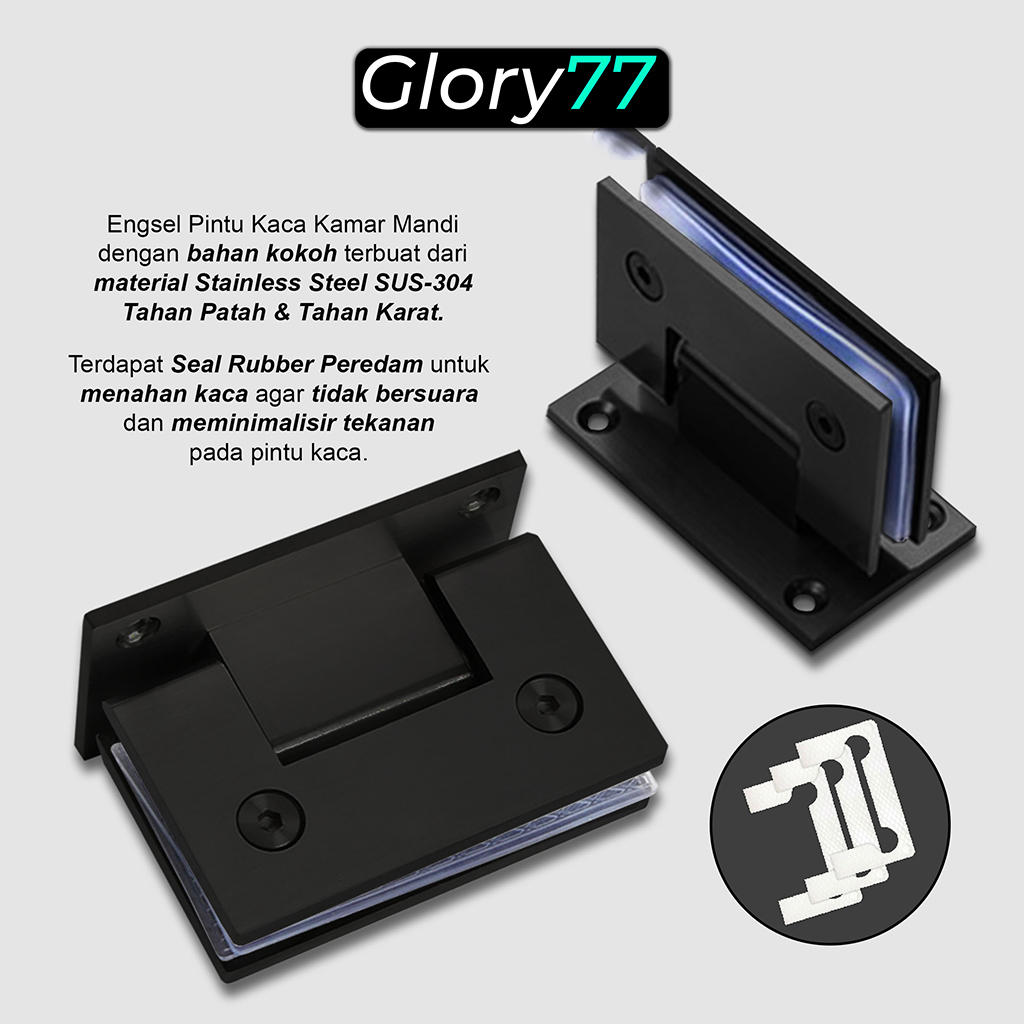 Glory77
Engsel Pintu Kaca Kamar Mandi
dengan bahan kokoh terbuat dari
material Stainless Steel SUS-304
Tahan Patah & Tahan Karat.
Terdapat Seal Rubber Peredam untuk
menahan kaca agar tidak bersuara
dan meminimalisir tekanan
pada pintu kaca.